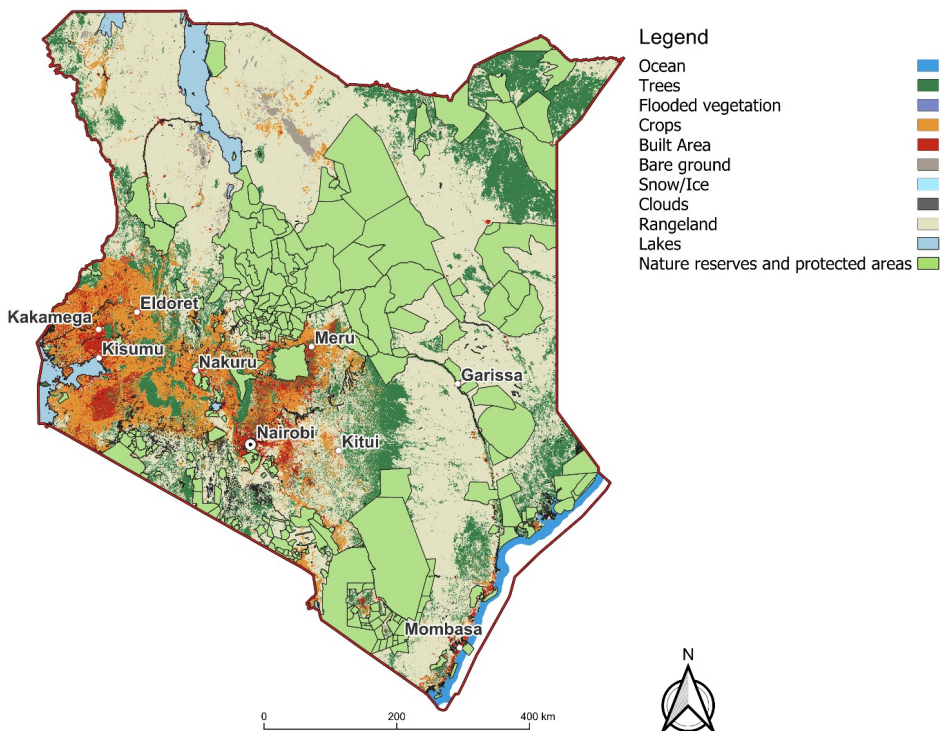 Legend
Ocean
Trees
Flooded vegetation
Crops
Built Area
Bare ground
Snow/Ice
Clouds
Rangeland
Lakes
Nature reserves and protected areas
Eldoret
Kakamega
Kisumu
Meru
Nakuru
Garissa
Nairobi
Kitui
Mombasa
N
0 200 400 km